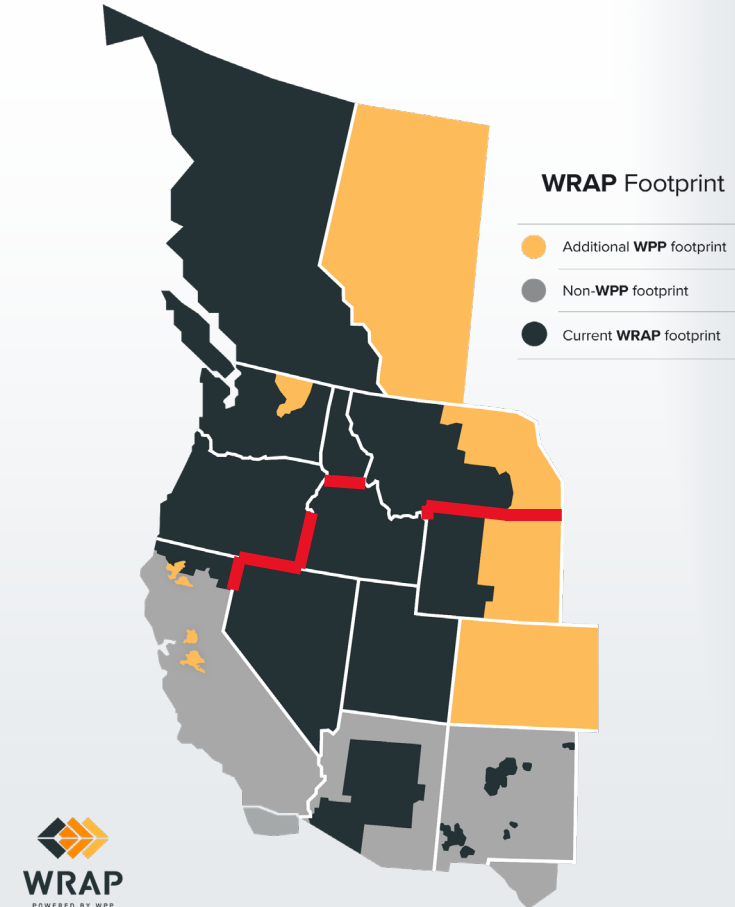 WRAP Footprint
Additional WPP footprint
Non-WPP footprint
Current WRAP footprint
WRAP
POWERED BY WPP